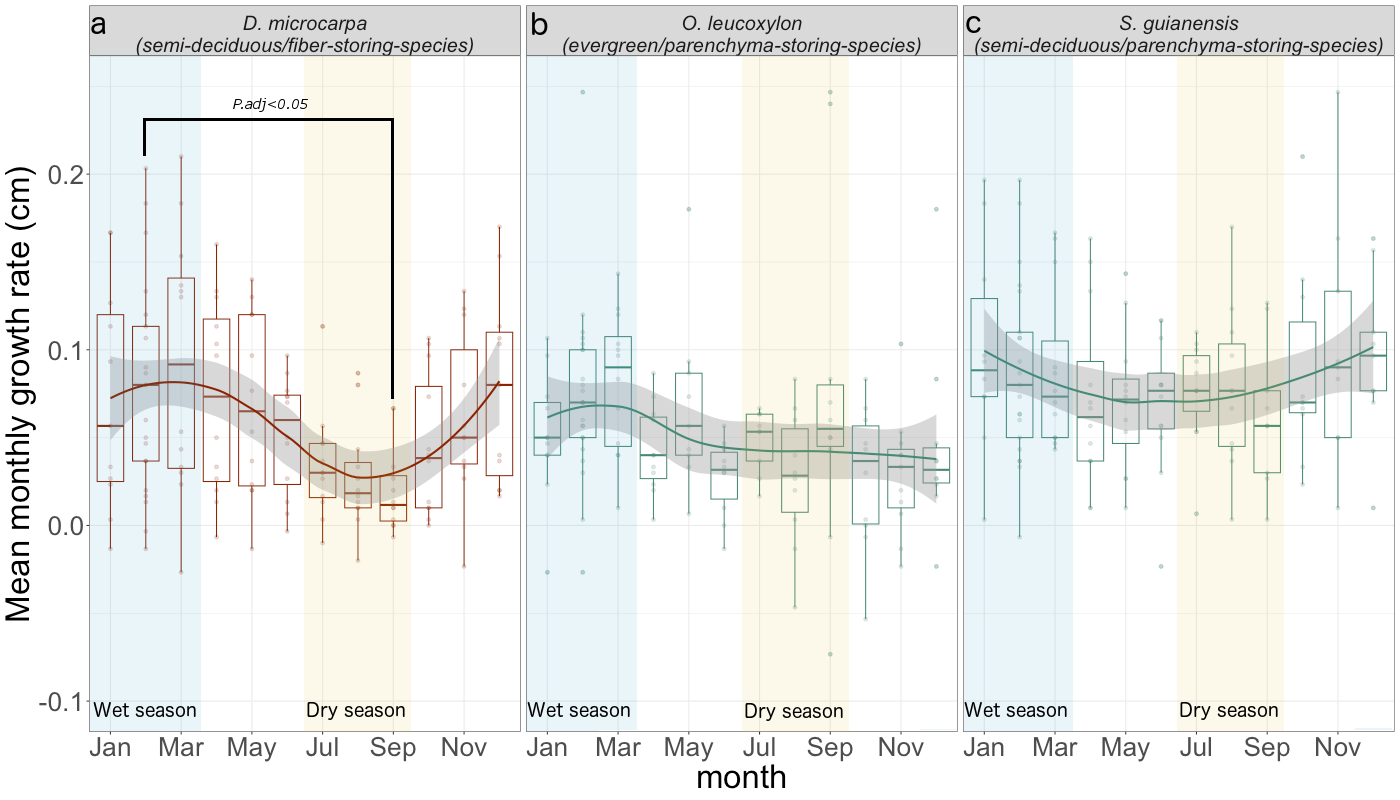 a
D. microcarpa
(semi-deciduous/fiber-storing-species)
b
O. leucoxylon
(evergreen/parenchyma-storing-species)
c
S. guianensis
(semi-deciduous/parenchyma-storing-species)
P.adj<0.05
Mean monthly growth rate (cm)
0.2
0.1
0.0
-0.1
Wet season
Dry season
Wet season
Dry season
Wet season
Dry season
Jan Mar May Jul Sep Nov
Jan Mar May Jul Sep Nov
Jan Mar May Jul Sep Nov
month